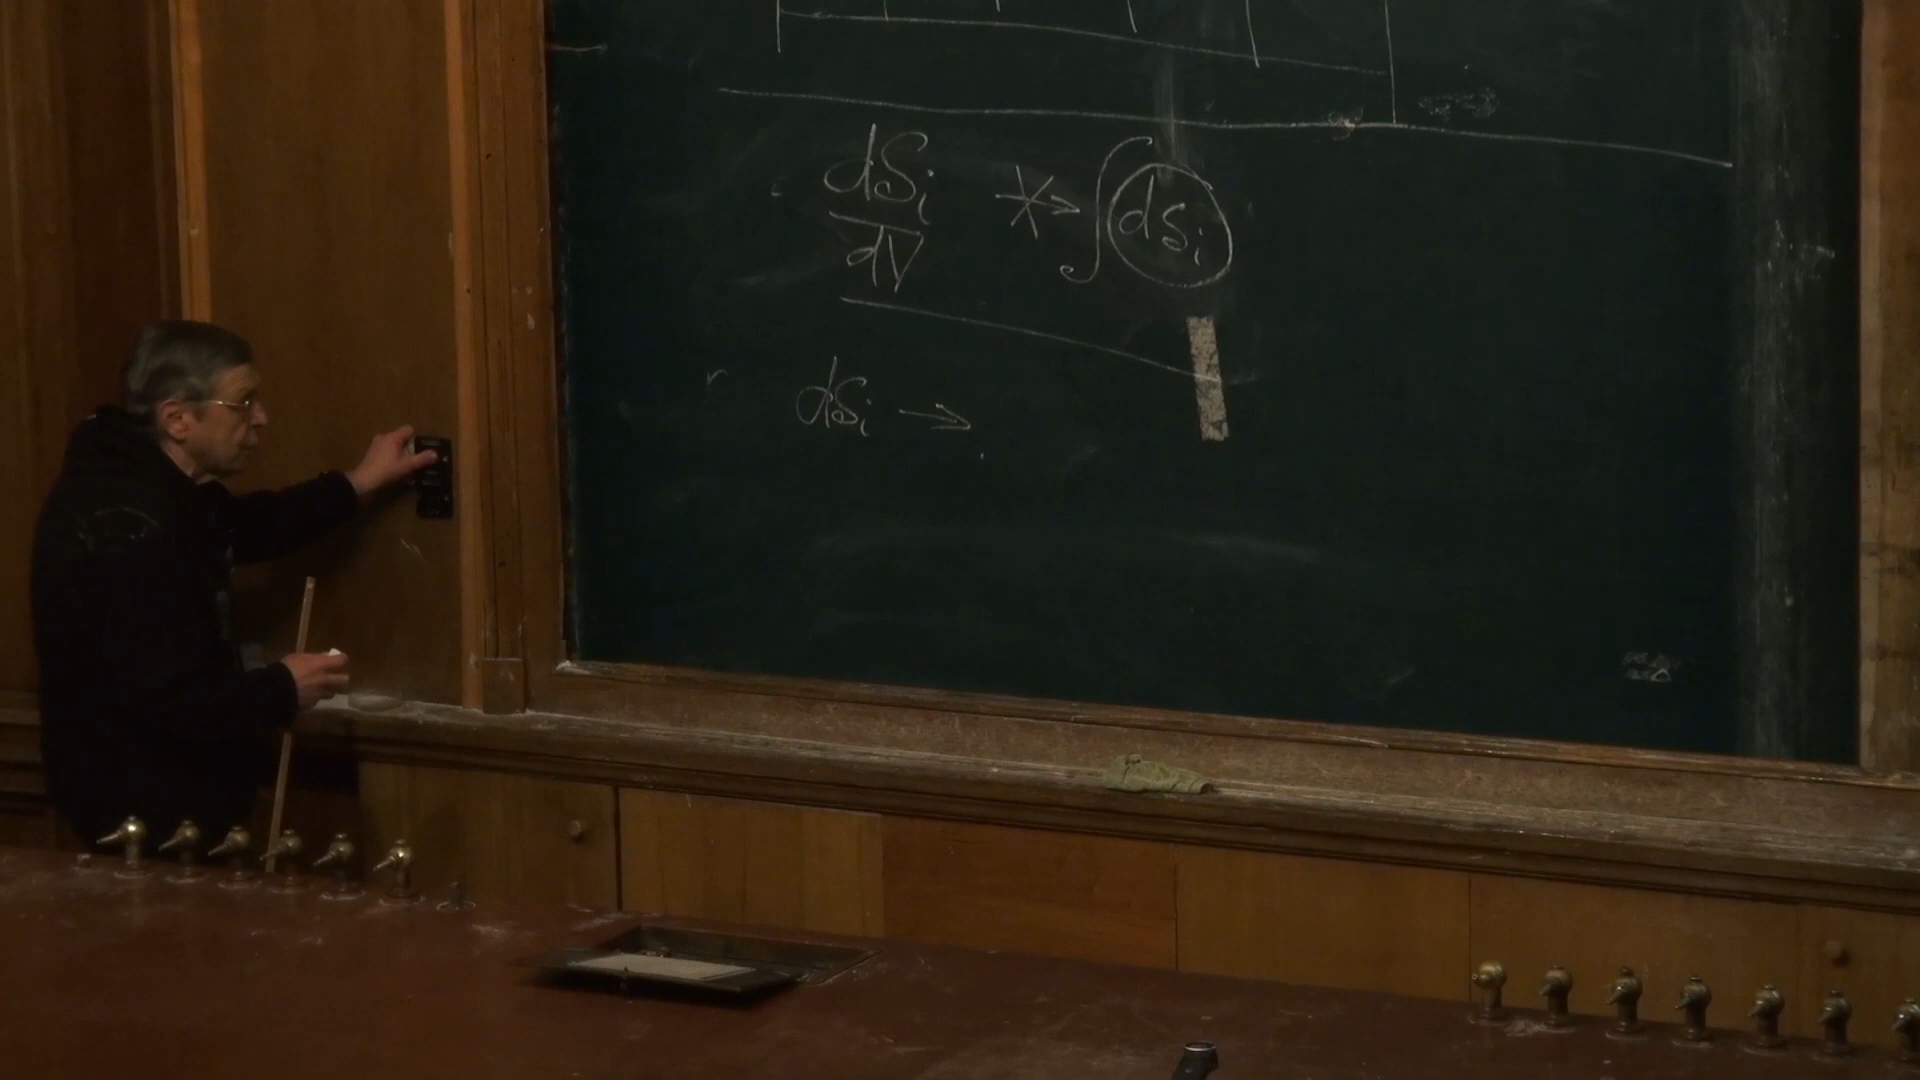 dS_i / dV ⚹→ ∫ dS_i
dS_i →